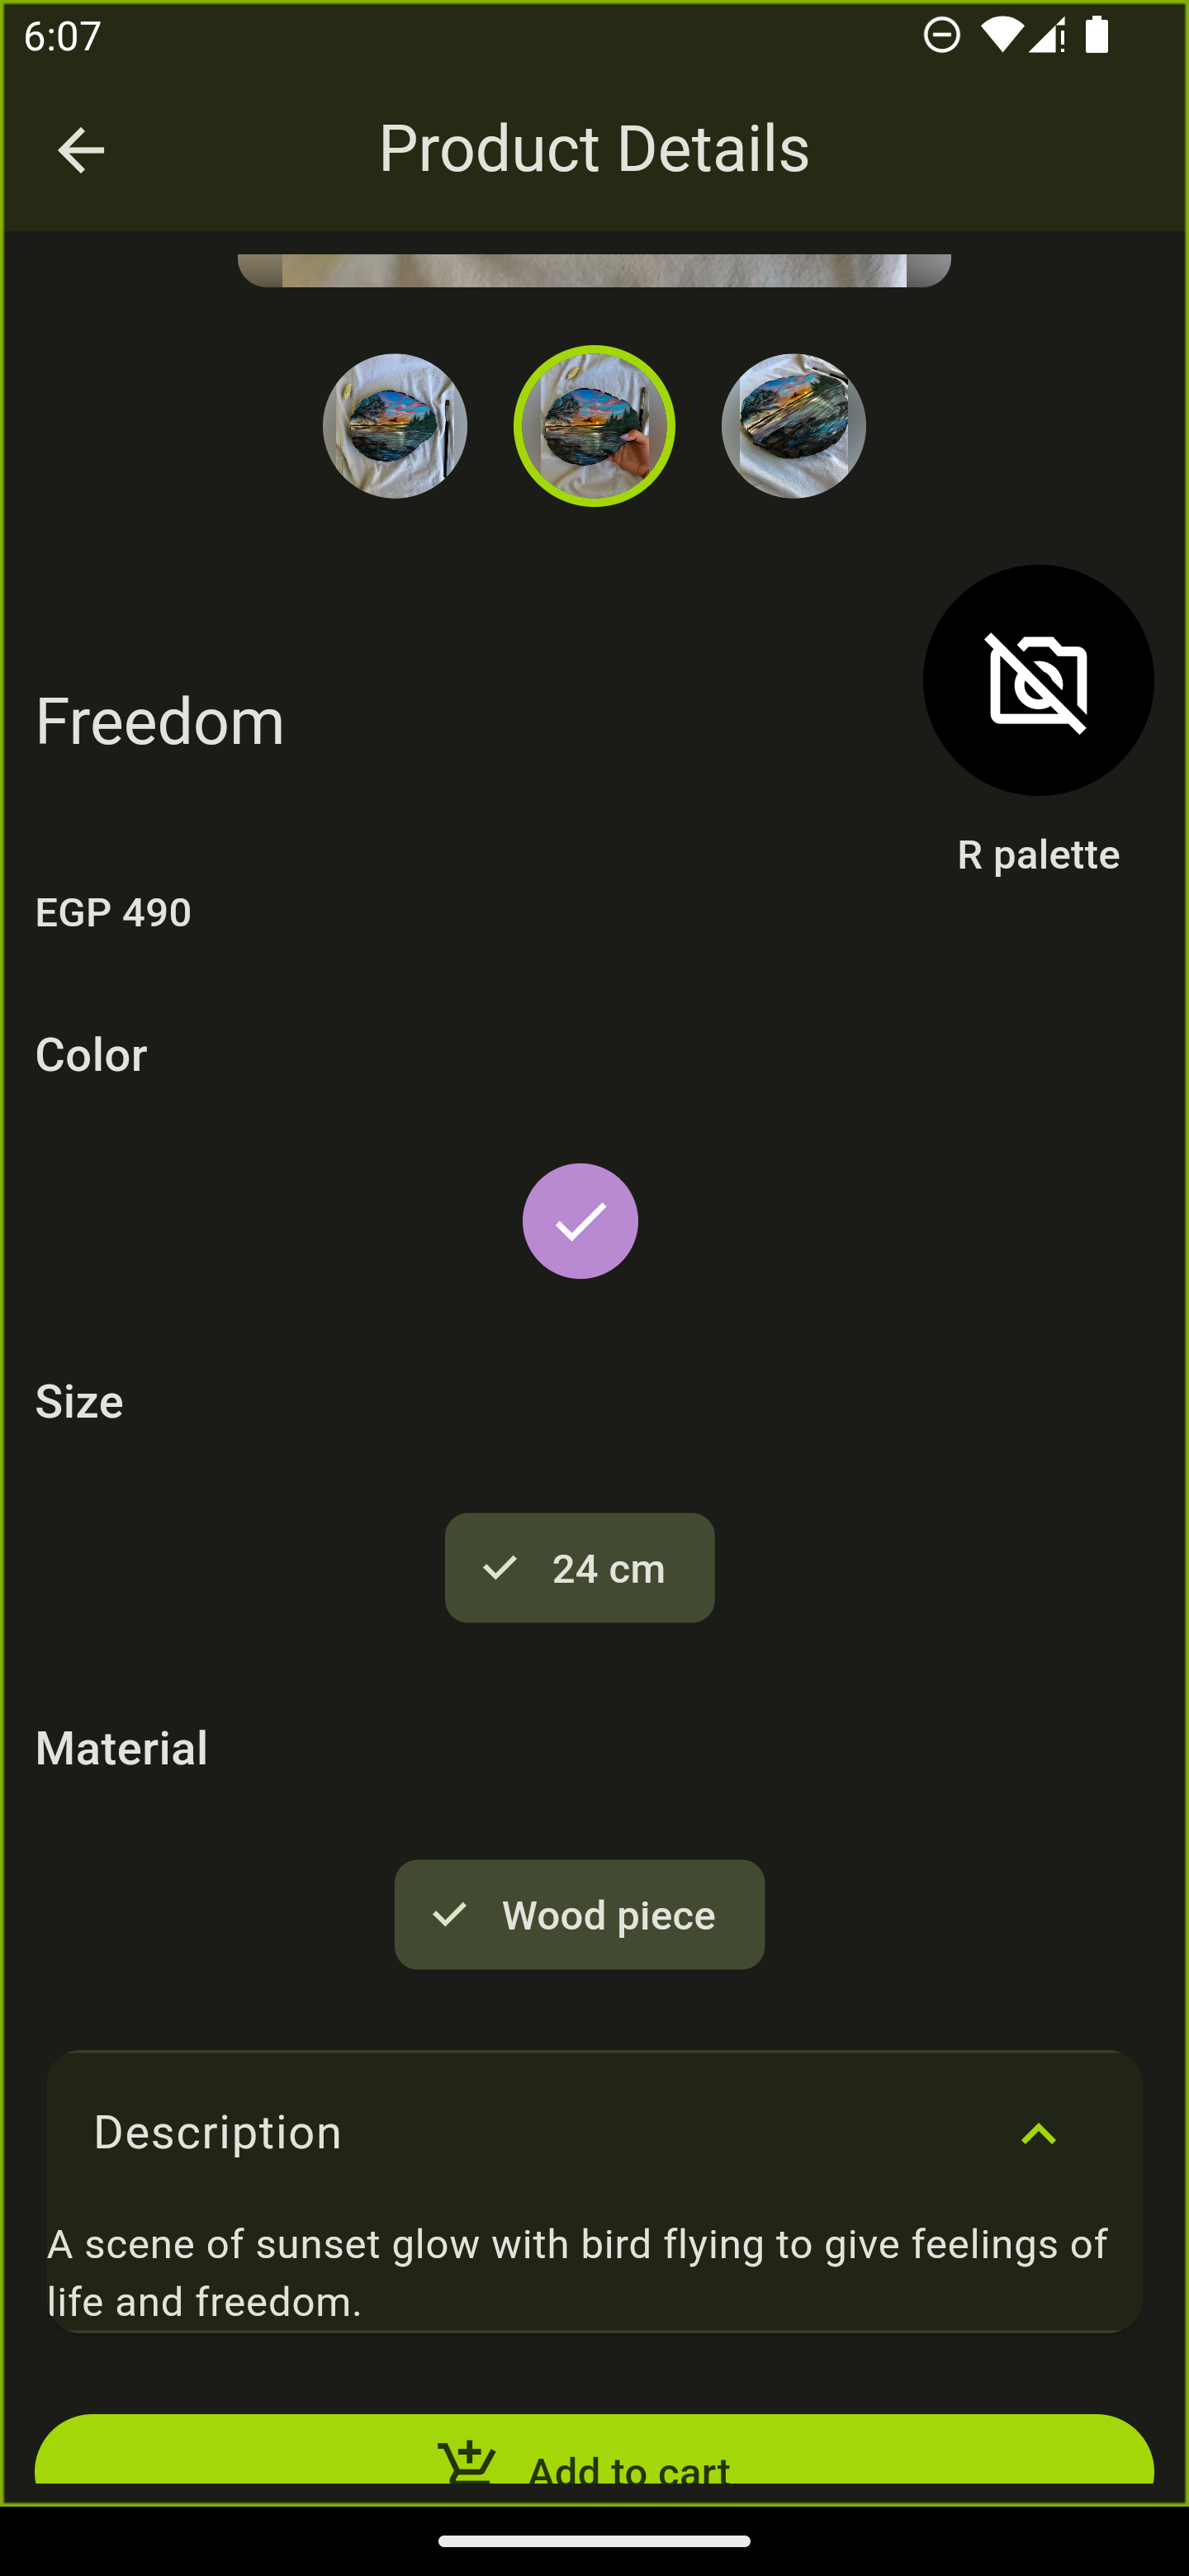 6:07
Product Details
Freedom
R palette
EGP 490
Color
Size
24 cm
Material
Wood piece
Description
A scene of sunset glow with bird flying to give feelings of
life and freedom.
Add to cart